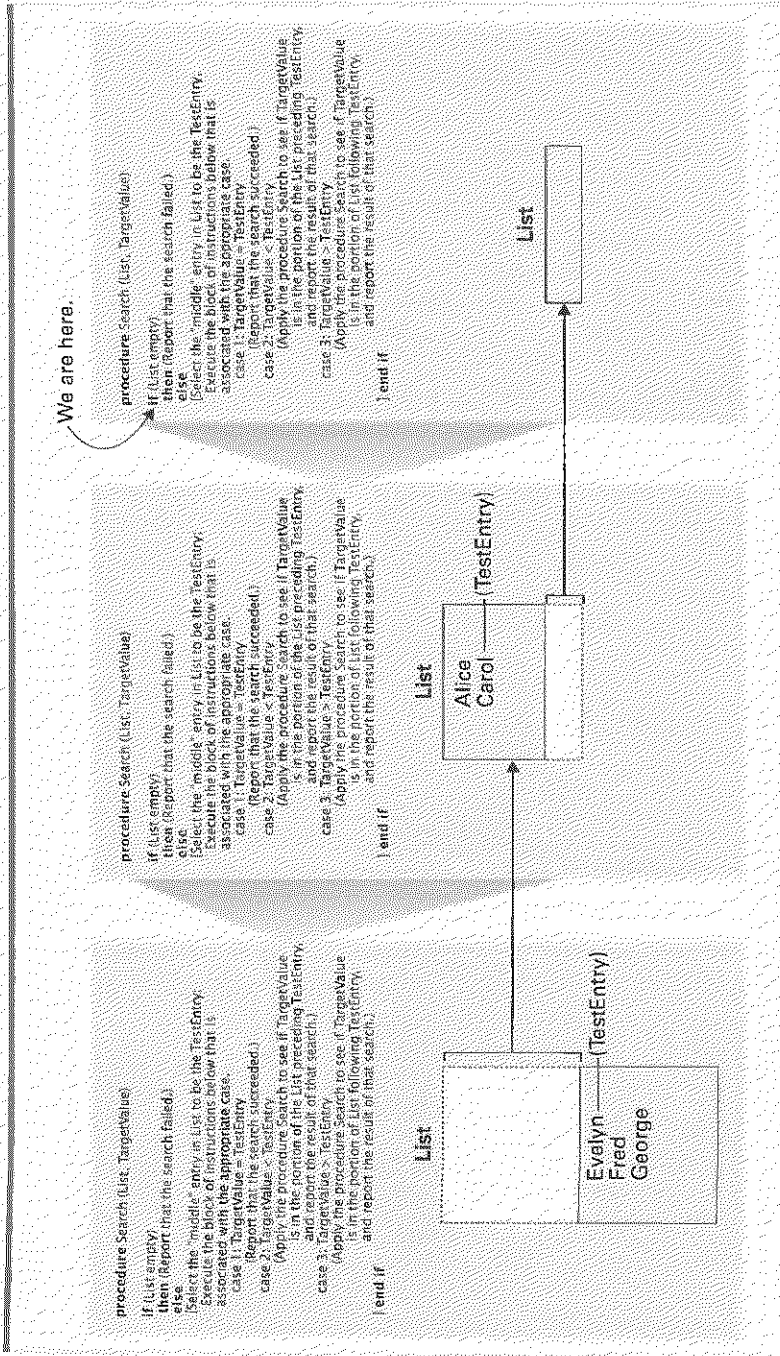 We are here.
procedure Search (List, TargetValue)
if (List empty)
then (Report that the search failed.)
else
[Select the "middle" entry in List to be the TestEntry;
Execute the block of instructions below that is
associated with the appropriate case.
case 1: TargetValue = TestEntry
(Report that the search succeeded.)
case 2: TargetValue < TestEntry
(Apply the procedure Search to see if TargetValue
is in the portion of the List preceding TestEntry,
and report the result of that search.)
case 3: TargetValue > TestEntry
(Apply the procedure Search to see if TargetValue
is in the portion of List following TestEntry,
and report the result of that search.)
] end if
List
Evelyn (TestEntry)
Fred
George
procedure Search (List, TargetValue)
if (List empty)
then (Report that the search failed.)
else
[Select the "middle" entry in List to be the TestEntry;
Execute the block of instructions below that is
associated with the appropriate case.
case 1: TargetValue = TestEntry
(Report that the search succeeded.)
case 2: TargetValue < TestEntry
(Apply the procedure Search to see if TargetValue
is in the portion of the List preceding TestEntry,
and report the result of that search.)
case 3: TargetValue > TestEntry
(Apply the procedure Search to see if TargetValue
is in the portion of List following TestEntry,
and report the result of that search.)
] end if
List
Alice
Carol (TestEntry)
procedure Search (List, TargetValue)
if (List empty)
then (Report that the search failed.)
else
[Select the "middle" entry in List to be the TestEntry;
Execute the block of instructions below that is
associated with the appropriate case.
case 1: TargetValue = TestEntry
(Report that the search succeeded.)
case 2: TargetValue < TestEntry
(Apply the procedure Search to see if TargetValue
is in the portion of the List preceding TestEntry,
and report the result of that search.)
case 3: TargetValue > TestEntry
(Apply the procedure Search to see if TargetValue
is in the portion of List following TestEntry,
and report the result of that search.)
] end if
List